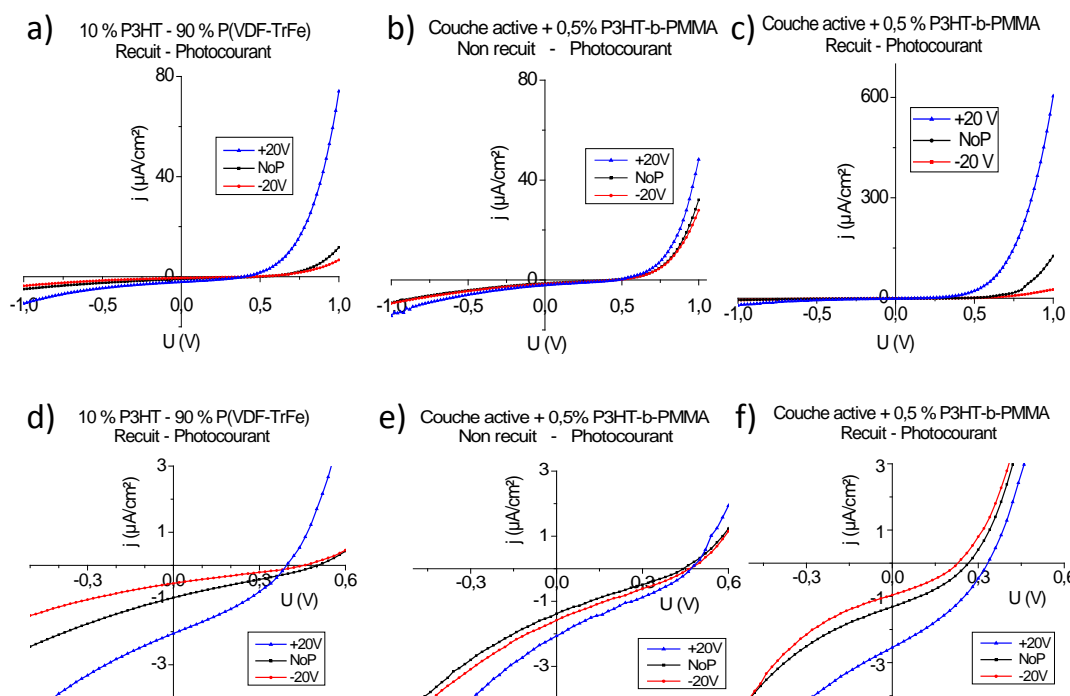 a)
10 % P3HT - 90 % P(VDF-TrFe)
Recuit - Photocourant
80
40
0
j (µA/cm²)
+20V
NoP
-20V
-1,0
-0,5
0,0
0,5
1,0
U (V)
b)
Couche active + 0,5% P3HT-b-PMMA
Non recuit - Photocourant
80
40
0
j (µA/cm²)
+20V
NoP
-20V
-1,0
-0,5
0,0
0,5
1,0
U (V)
c)
Couche active + 0,5% P3HT-b-PMMA
Recuit - Photocourant
600
300
0
j (µA/cm²)
+20 V
NoP
-20 V
-1,0
-0,5
0,0
0,5
1,0
U (V)
d)
10 % P3HT - 90 % P(VDF-TrFe)
Recuit - Photocourant
3
1
-1
-3
j (µA/cm²)
-0,3
0,0
0,3
0,6
U (V)
+20V
NoP
-20V
e)
Couche active + 0,5 % P3HT-b-PMMA
Non recuit - Photocourant
3
1
-1
-3
j (µA/cm²)
-0,3
0,0
0,3
0,6
U (V)
+20V
NoP
-20V
f)
Couche active + 0,5 % P3HT-b-PMMA
Recuit - Photocourant
3
1
-1
-3
j (µA/cm²)
-0,3
0,0
0,3
0,6
U (V)
+20V
NoP
-20V